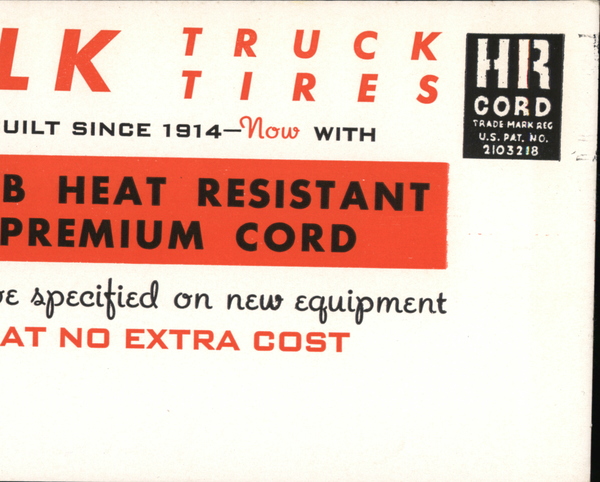 LK TRUCK
TIRES
UILT SINCE 1914—Now WITH
B HEAT RESISTANT
PREMIUM CORD
ve specified on new equipment
AT NO EXTRA COST
HR
CORD
TRADE MARK REG
U.S. PAT. NO.
2103218